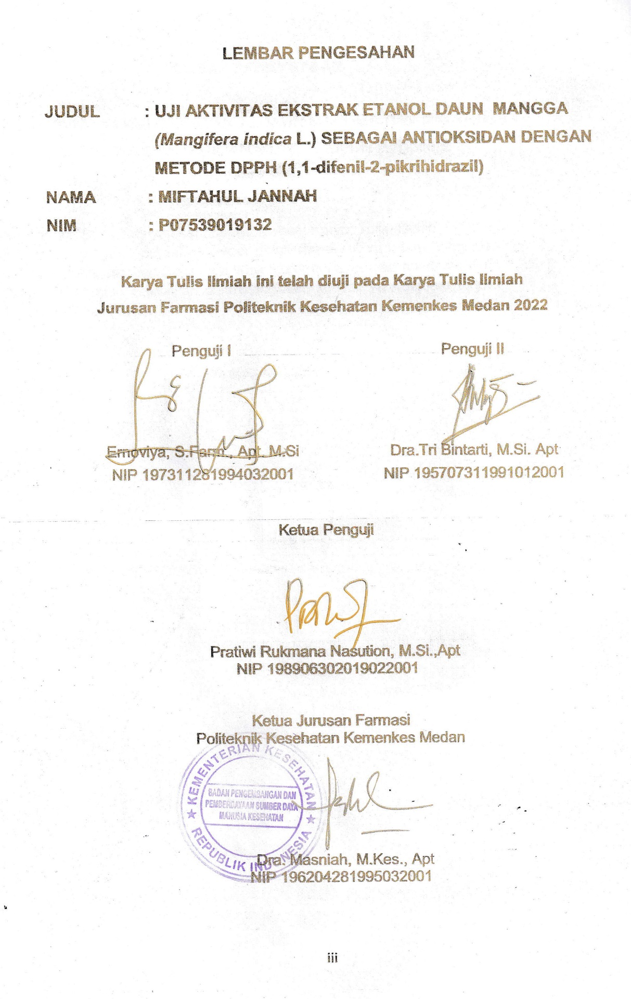 LEMBAR PENGESAHAN
JUDUL : UJI AKTIVITAS EKSTRAK ETANOL DAUN MANGGA
(Mangifera indica L.) SEBAGAI ANTIOKSIDAN DENGAN
METODE DPPH (1,1-difenil-2-pikrihidrazil)
NAMA : MIFTAHUL JANNAH
NIM : P07539019132
Karya Tulis Ilmiah ini telah diuji pada Karya Tulis Ilmiah
Jurusan Farmasi Politeknik Kesehatan Kemenkes Medan 2022
Penguji I Penguji II
Ernoviya, S.Farm., Apt. M.Si Dra.Tri Bintarti, M.Si. Apt
NIP 197311281994032001 NIP 195707311991012001
Ketua Penguji
Pratiwi Rukmana Nasution, M.Si.,Apt
NIP 198906302019022001
Ketua Jurusan Farmasi
Politeknik Kesehatan Kemenkes Medan
KEMENTERIAN KESEHATAN
BADAN PENGEMBANGAN DAN
PEMBERDAYAAN SUMBER DAYA
MANUSIA KESEHATAN
REPUBLIK INDONESIA
Dra. Masniah, M.Kes., Apt
NIP 196204281995032001
iii